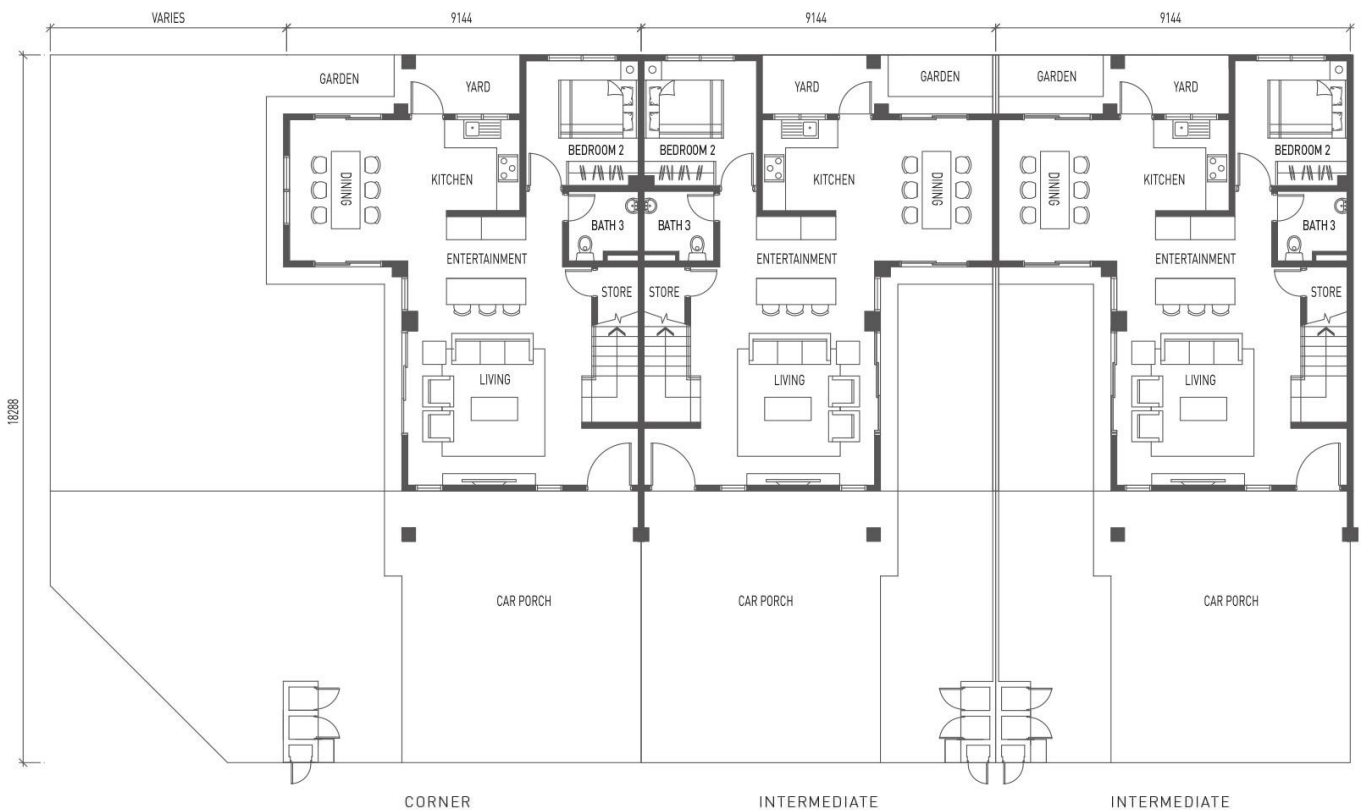 VARIES 9144 9144 9144
18288
GARDEN YARD YARD GARDEN GARDEN YARD
BEDROOM 2 BEDROOM 2 BEDROOM 2
DINING KITCHEN KITCHEN DINING DINING KITCHEN
BATH 3 BATH 3 BATH 3
ENTERTAINMENT ENTERTAINMENT ENTERTAINMENT
STORE STORE STORE
LIVING LIVING LIVING
CAR PORCH CAR PORCH CAR PORCH
CORNER INTERMEDIATE INTERMEDIATE